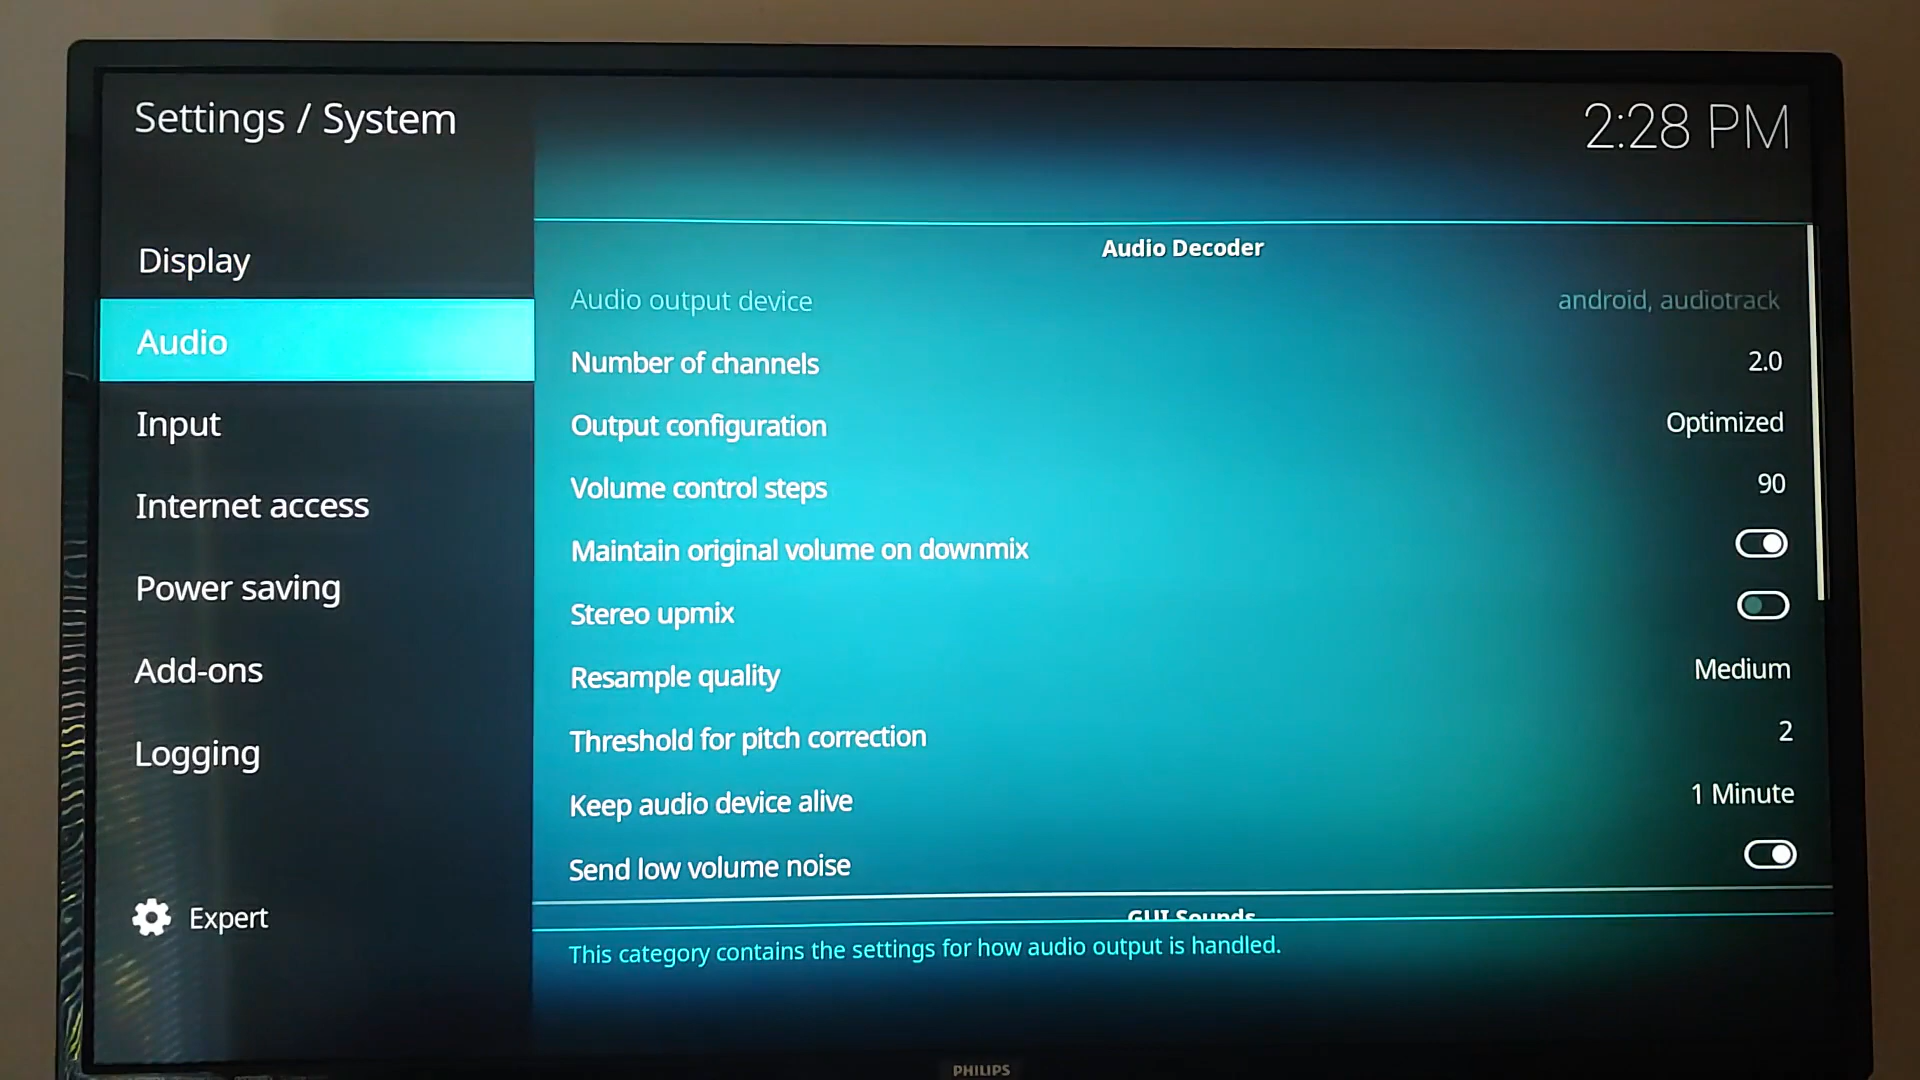 Settings / System
2:28 PM
Display
Audio
Input
Internet access
Power saving
Add-ons
Logging
Expert
Audio Decoder
Audio output device android, audiotrack
Number of channels 2.0
Output configuration Optimized
Volume control steps 90
Maintain original volume on downmix
Stereo upmix
Resample quality Medium
Threshold for pitch correction 2
Keep audio device alive 1 Minute
Send low volume noise
GUI Sounds
This category contains the settings for how audio output is handled.
PHILIPS